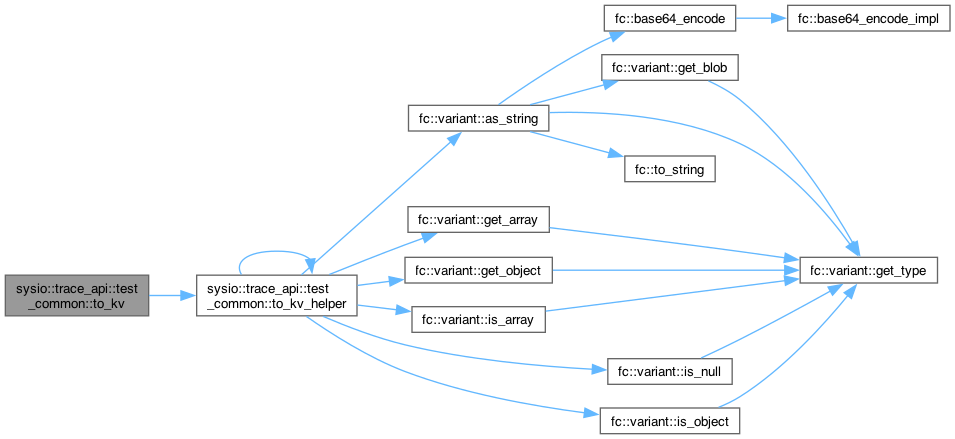 sysio::trace_api::test
_common::to_kv
sysio::trace_api::test
_common::to_kv_helper
fc::variant::as_string
fc::base64_encode
fc::base64_encode_impl
fc::variant::get_blob
fc::to_string
fc::variant::get_array
fc::variant::get_object
fc::variant::is_array
fc::variant::is_null
fc::variant::is_object
fc::variant::get_type